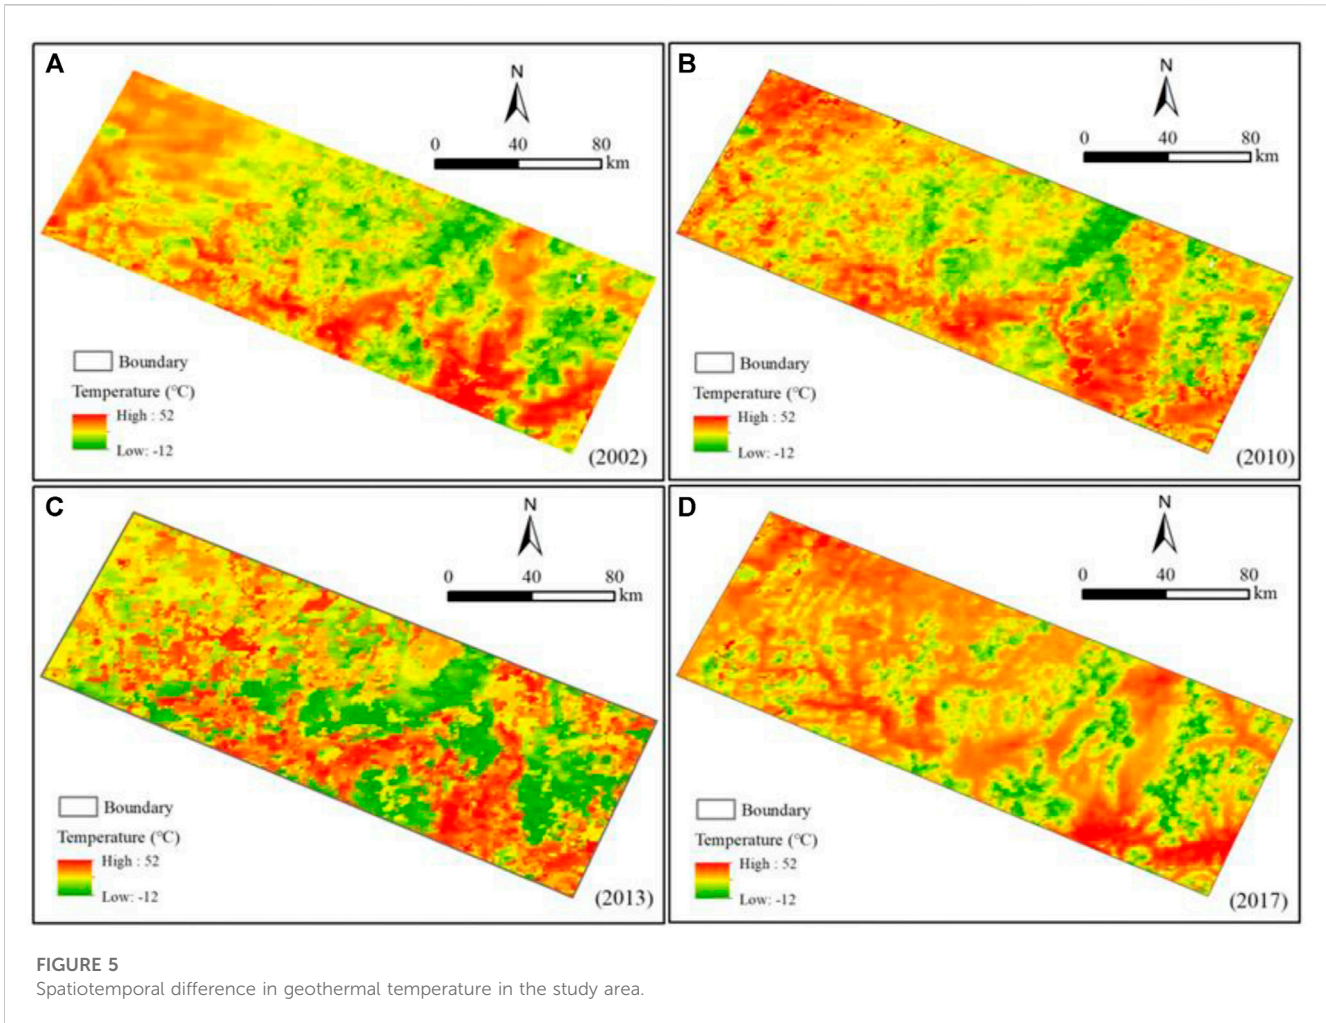 A
N
0 40 80
km
Boundary
Temperature (°C)
High : 52
Low: -12
(2002)
B
N
0 40 80
km
Boundary
Temperature (°C)
High : 52
Low: -12
(2010)
C
N
0 40 80
km
Boundary
Temperature (°C)
High : 52
Low: -12
(2013)
D
N
0 40 80
km
Boundary
Temperature (°C)
High : 52
Low: -12
(2017)
FIGURE 5
Spatiotemporal difference in geothermal temperature in the study area.